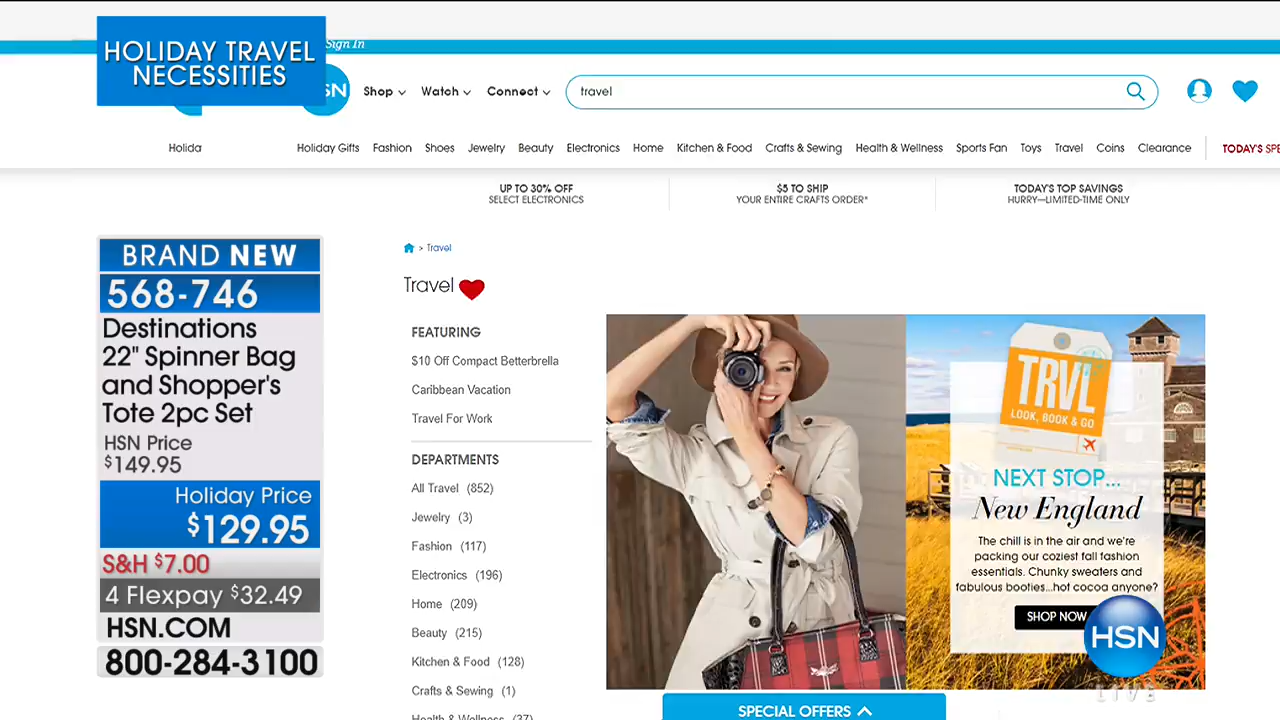 HOLIDAY TRAVEL
NECESSITIES
Sign In
SN
Shop
Watch
Connect
travel
Holida
Holiday Gifts
Fashion
Shoes
Jewelry
Beauty
Electronics
Home
Kitchen & Food
Crafts & Sewing
Health & Wellness
Sports Fan
Toys
Travel
Coins
Clearance
TODAY'S SPE
UP TO 30% OFF
SELECT ELECTRONICS
$5 TO SHIP
YOUR ENTIRE CRAFTS ORDER*
TODAY'S TOP SAVINGS
HURRY—LIMITED-TIME ONLY
BRAND NEW
568-746
Destinations
22" Spinner Bag
and Shopper's
Tote 2pc Set
HSN Price
$149.95
Holiday Price
$129.95
S&H $7.00
4 Flexpay $32.49
HSN.COM
800-284-3100
> Travel
Travel
FEATURING
$10 Off Compact Betterbrella
Caribbean Vacation
Travel For Work
DEPARTMENTS
All Travel (852)
Jewelry (3)
Fashion (117)
Electronics (196)
Home (209)
Beauty (215)
Kitchen & Food (128)
Crafts & Sewing (1)
Health & Wellness (37)
TRVL
LOOK, BOOK & GO
NEXT STOP...
New England
The chill is in the air and we're
packing our coziest fall fashion
essentials. Chunky sweaters and
fabulous booties...hot cocoa anyone?
SHOP NOW
HSN
LIVE
SPECIAL OFFERS